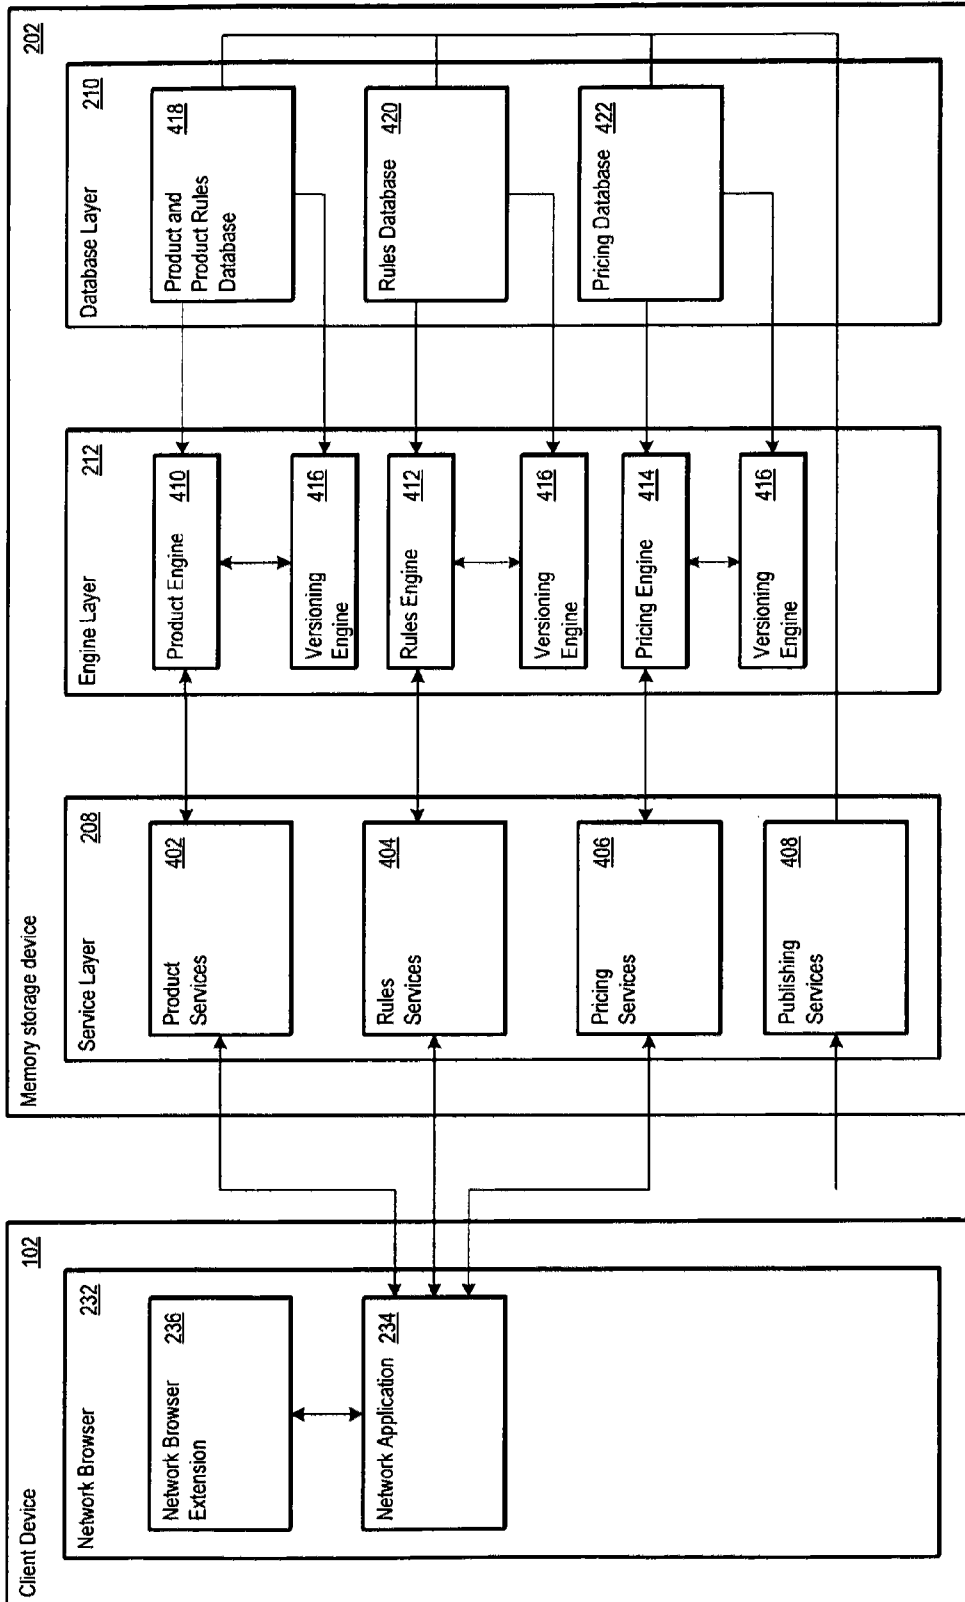 Client Device
102
Network Browser
232
Network Browser
Extension
236
Network Application
234
Memory storage device
202
Service Layer
208
Product
Services
402
Rules
Services
404
Pricing
Services
406
Publishing
Services
408
Engine Layer
212
Product Engine
410
Versioning
Engine
416
Rules Engine
412
Versioning
Engine
416
Pricing Engine
414
Versioning
Engine
416
Database Layer
210
Product and
Product Rules
Database
418
Rules Database
420
Pricing Database
422